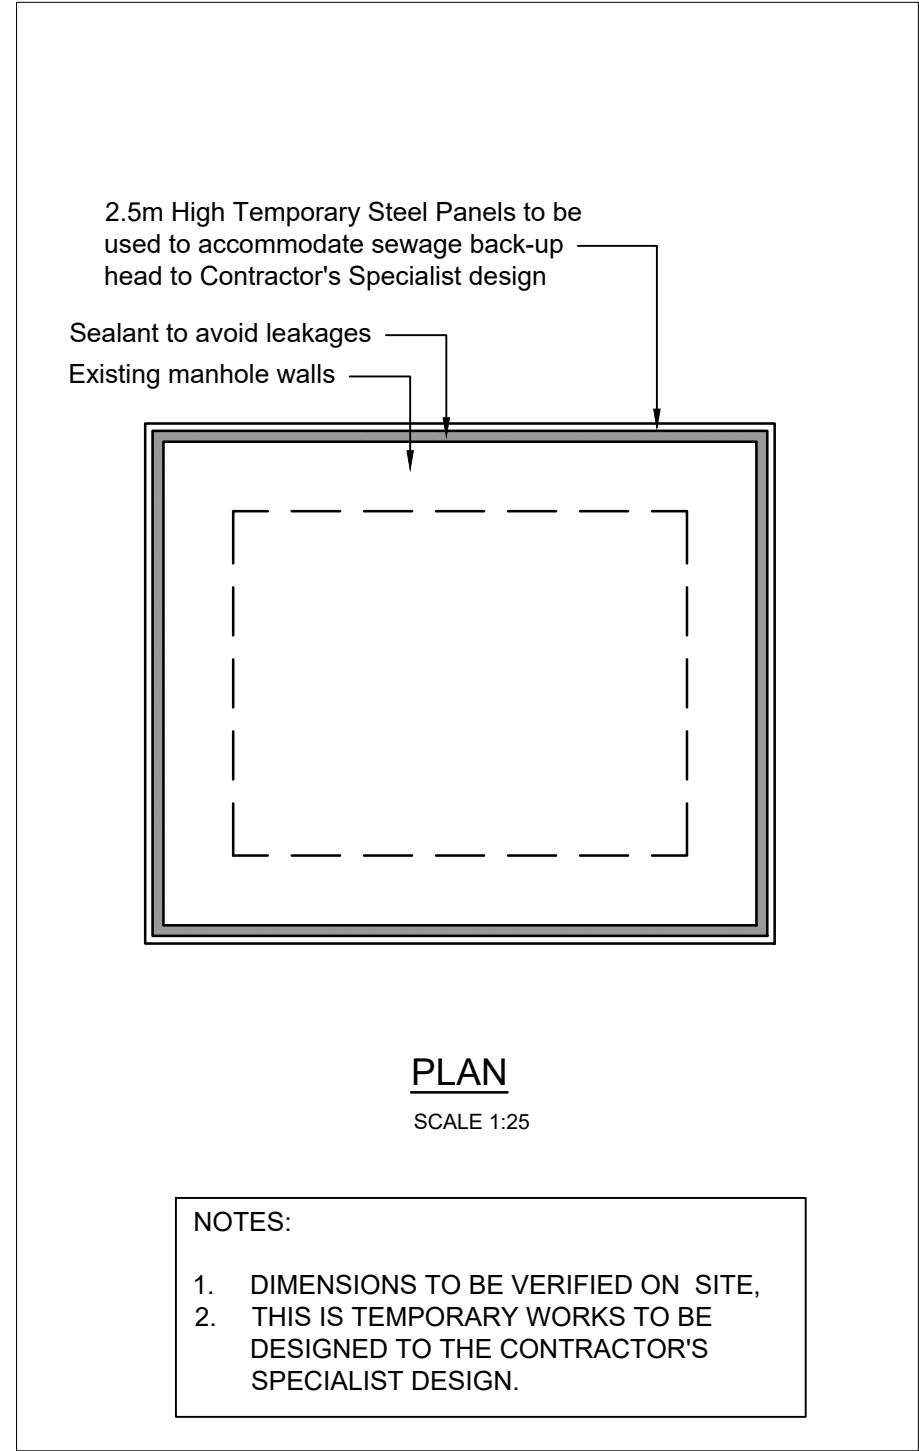 2.5m High Temporary Steel Panels to be
used to accommodate sewage back-up
head to Contractor's Specialist design
Sealant to avoid leakages
Existing manhole walls
PLAN
SCALE 1:25
NOTES:
1. DIMENSIONS TO BE VERIFIED ON SITE,
2. THIS IS TEMPORARY WORKS TO BE
DESIGNED TO THE CONTRACTOR'S
SPECIALIST DESIGN.